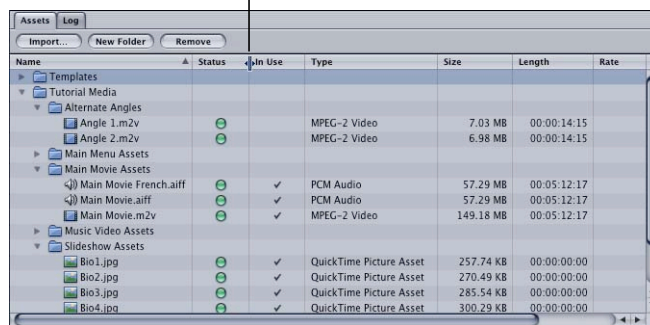 Assets Log
Import... New Folder Remove
Name Status In Use Type Size Length Rate
Templates
Tutorial Media
Alternate Angles
Angle 1.m2v MPEG-2 Video 7.03 MB 00:00:14:15
Angle 2.m2v MPEG-2 Video 6.98 MB 00:00:14:15
Main Menu Assets
Main Movie Assets
Main Movie French.aiff PCM Audio 57.29 MB 00:05:12:17
Main Movie.aiff PCM Audio 57.29 MB 00:05:12:17
Main Movie.m2v MPEG-2 Video 149.18 MB 00:05:12:17
Music Video Assets
Slideshow Assets
Bio1.jpg QuickTime Picture Asset 257.74 KB 00:00:00:00
Bio2.jpg QuickTime Picture Asset 270.49 KB 00:00:00:00
Bio3.jpg QuickTime Picture Asset 285.54 KB 00:00:00:00
Bio4.jpg QuickTime Picture Asset 300.29 KB 00:00:00:00